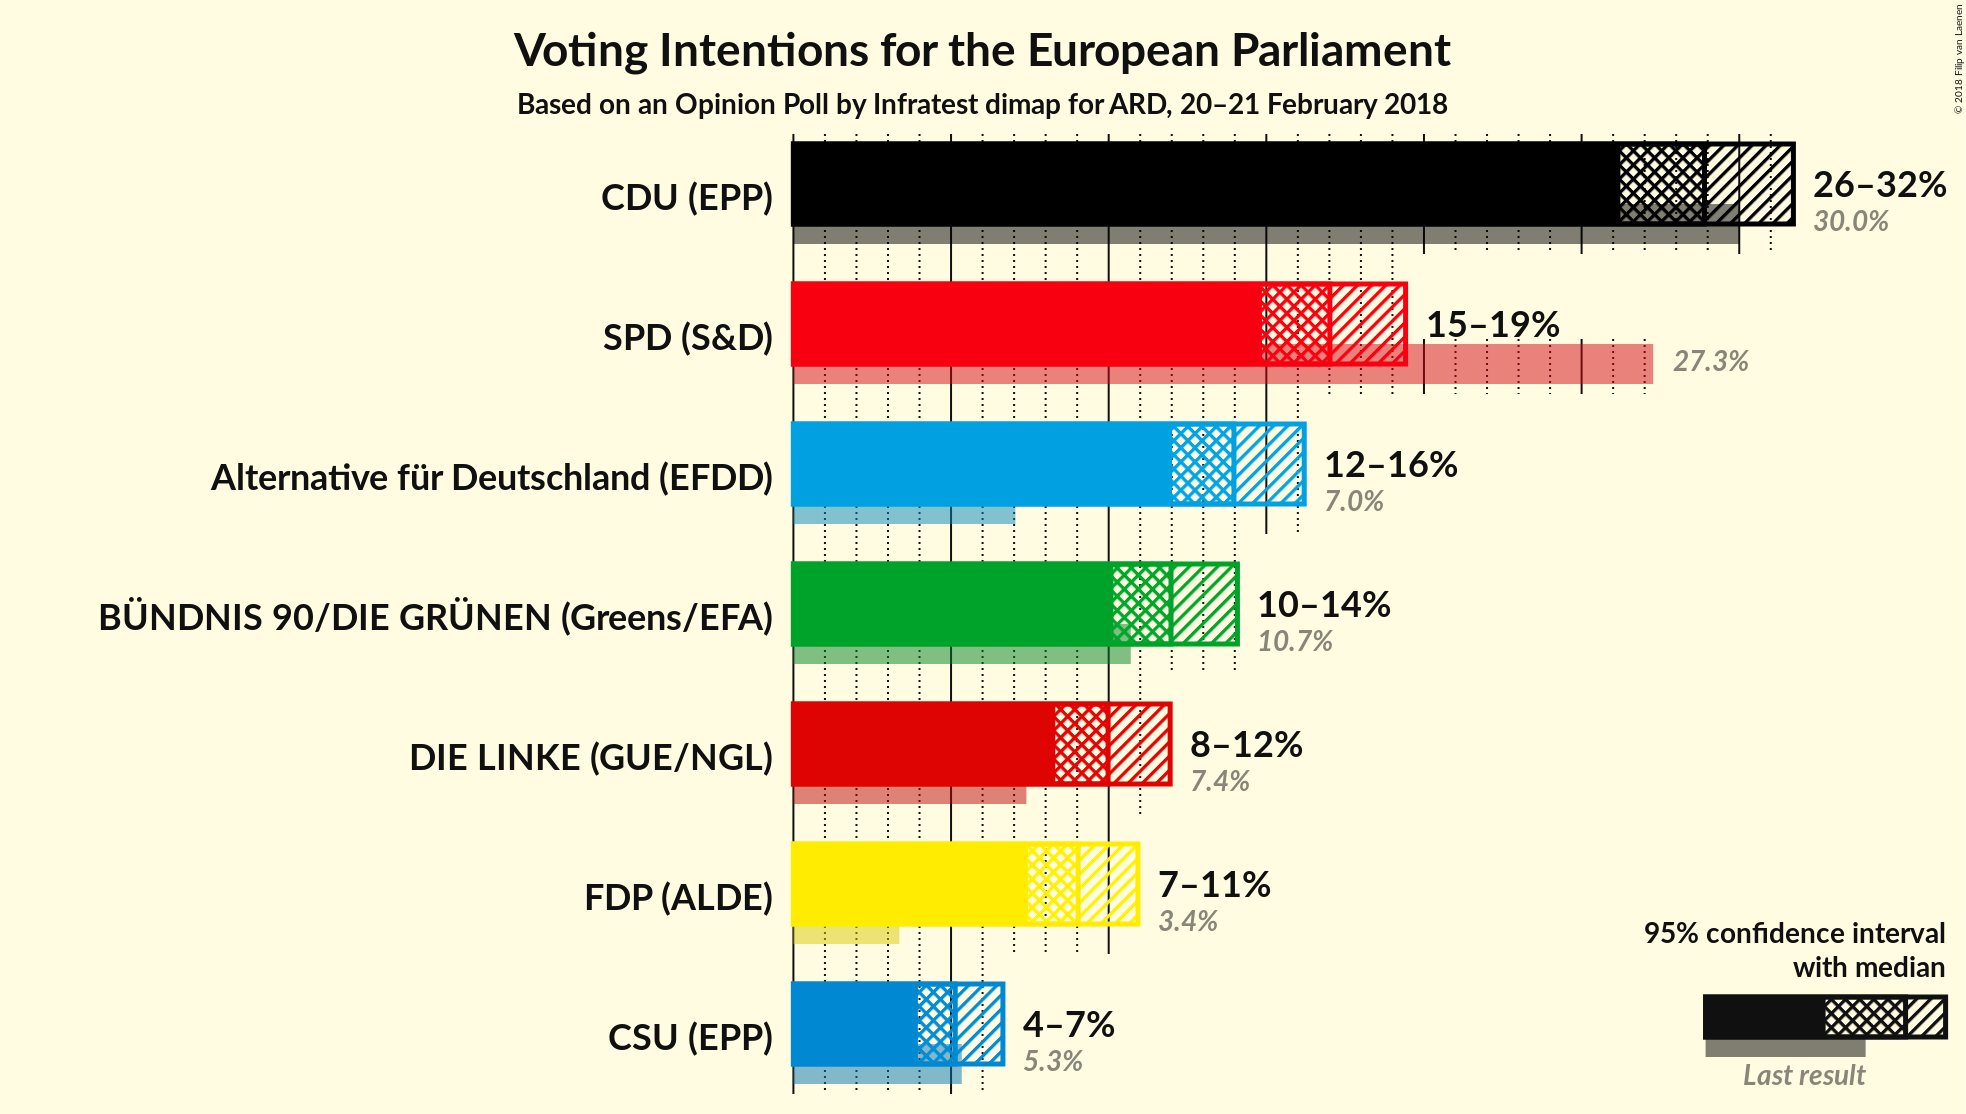 Voting Intentions for the European Parliament
Based on an Opinion Poll by Infratest dimap for ARD, 20–21 February 2018
© 2018 Filip van Laenen
CDU (EPP)
26–32%
30.0%
SPD (S&D)
15–19%
27.3%
Alternative für Deutschland (EFDD)
12–16%
7.0%
BÜNDNIS 90/DIE GRÜNEN (Greens/EFA)
10–14%
10.7%
DIE LINKE (GUE/NGL)
8–12%
7.4%
FDP (ALDE)
7–11%
3.4%
CSU (EPP)
4–7%
5.3%
95% confidence interval
with median
Last result